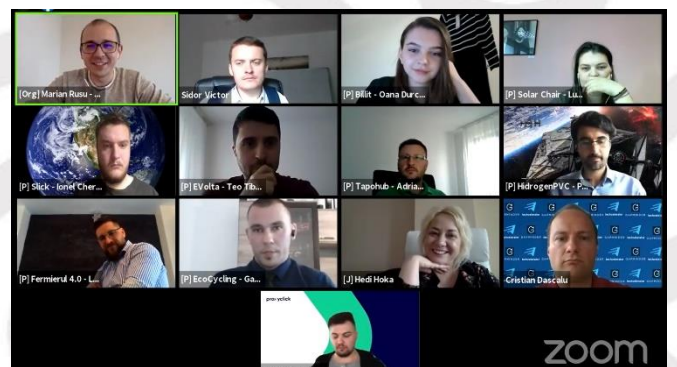 [Org] Marian Rusu - ...
Sidor Victor
[P] Billit - Oana Durc...
[P] Solar Chair - Lu...
[P] Slick - Ionel Cher...
[P] EVolta - Teo Tib...
[P] Tapohub - Adria...
[P] HidrogenPVC - P...
[P] Fermierul 4.0 - L...
[P] EcoCycling - Ga...
[J] Hedi Hoka
Cristian Dascalu
zoom